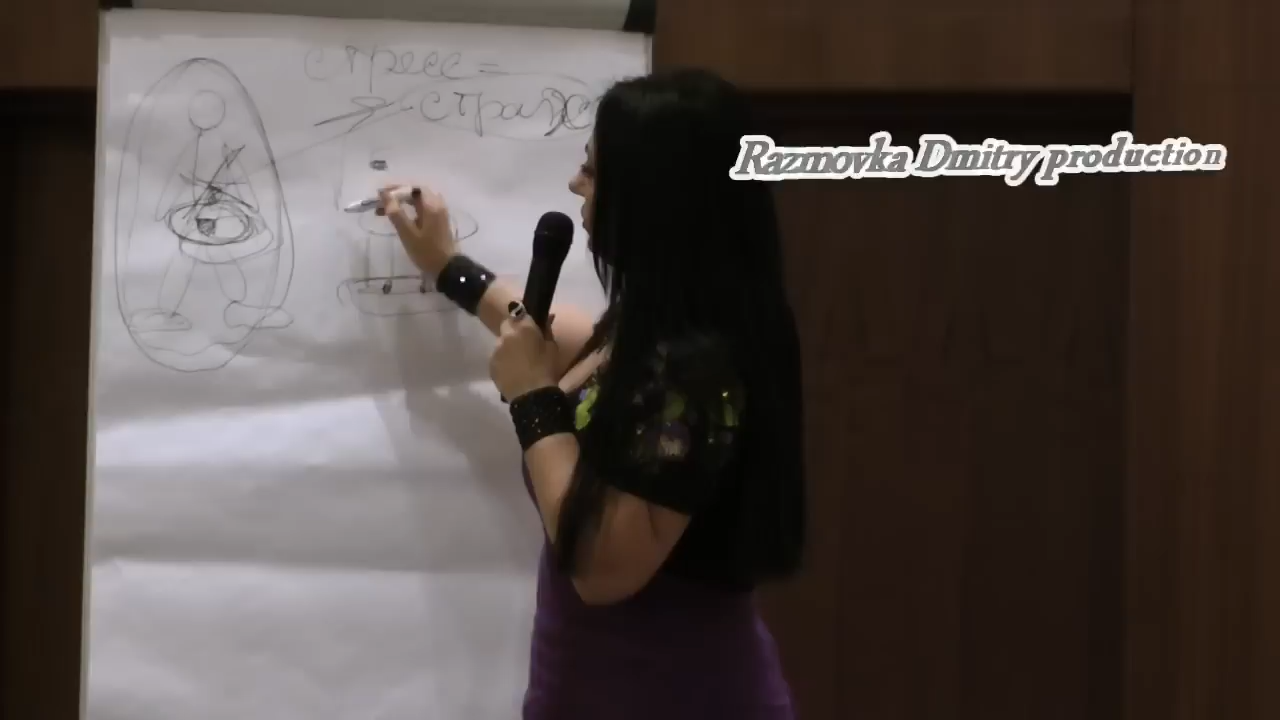 стресс =
страх
Razmovka Dmitry production